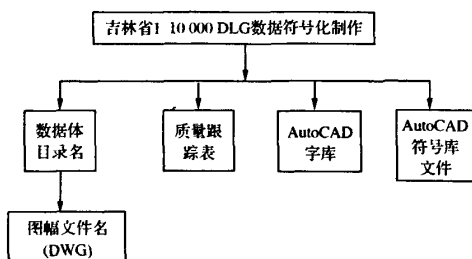 吉林省1 10 000 DLG数据符号化制作
数据体
目录名
质量跟
踪表
AutoCAD
字库
AutoCAD
符号库
文件
图幅文件名
(DWG)